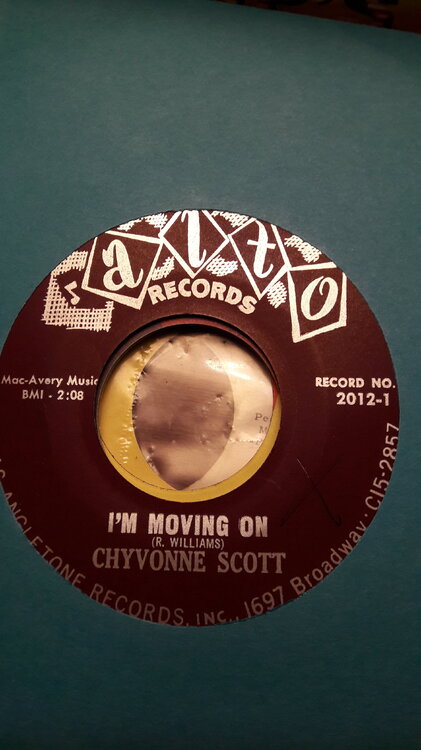 alto
RECORDS
Mac-Avery Music
BMI - 2:08
RECORD NO.
2012-1
I'M MOVING ON
(R. WILLIAMS)
CHYVONNE SCOTT
ANGLETONE RECORDS, INC., 1697 Broadway, CI5-2857